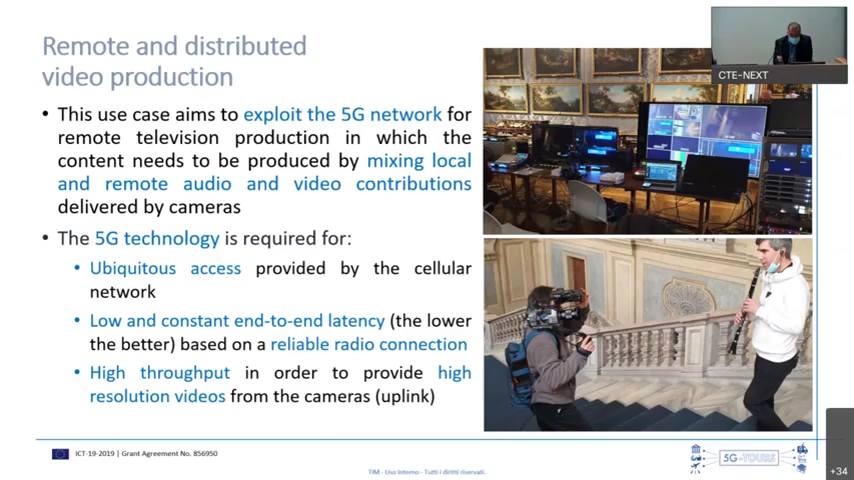 Remote and distributed
video production
CTE-NEXT
• This use case aims to exploit the 5G network for
remote television production in which the
content needs to be produced by mixing local
and remote audio and video contributions
delivered by cameras
• The 5G technology is required for:
• Ubiquitous access provided by the cellular
network
• Low and constant end-to-end latency (the lower
the better) based on a reliable radio connection
• High throughput in order to provide high
resolution videos from the cameras (uplink)
ICT-19-2019 | Grant Agreement No. 856950
5G-TOURS
TIM - Uso Interno - Tutti i diritti riservati.
+34